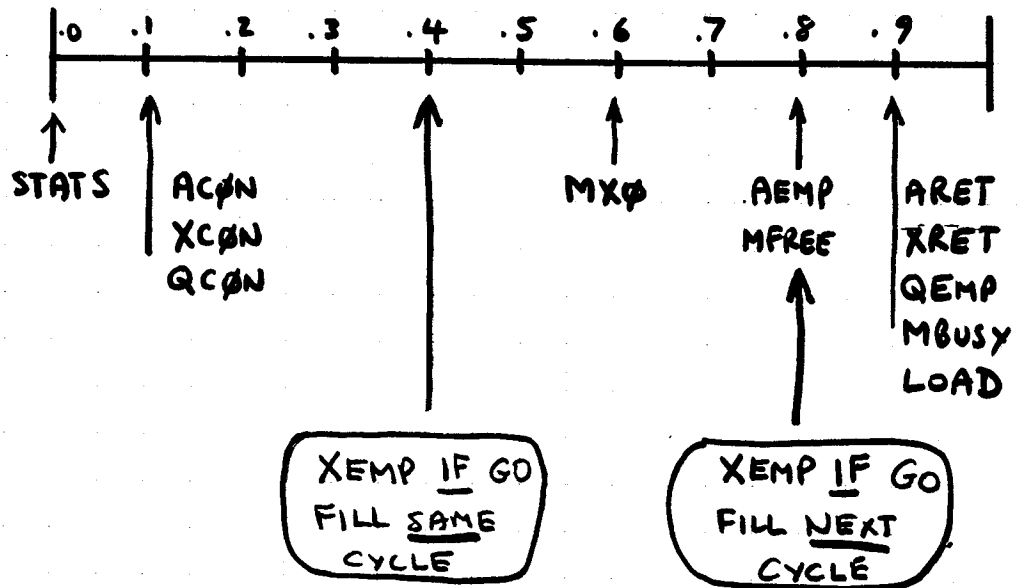 .0 .1 .2 .3 .4 .5 .6 .7 .8 .9
STATS
ACØN
XCØN
QCØN
MXØ
AEMP
MFREE
ARET
XRET
QEMP
MBUSY
LOAD
XEMP IF GO
FILL SAME
CYCLE
XEMP IF GO
FILL NEXT
CYCLE